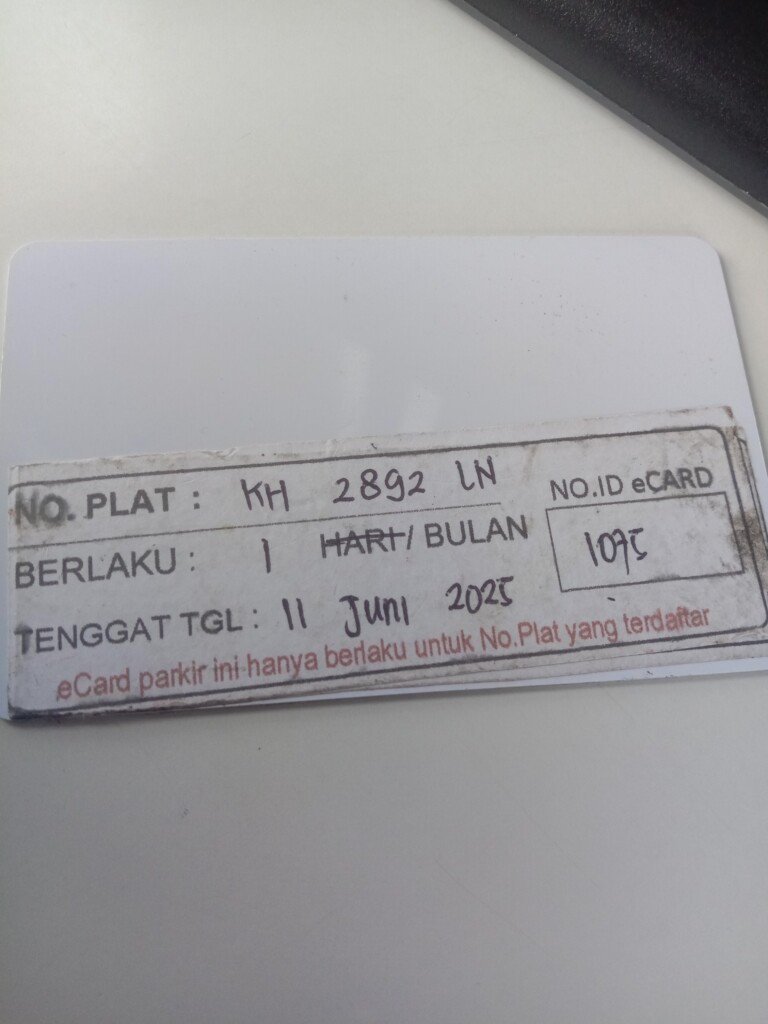 NO. PLAT : KH 2892 LN
NO.ID eCARD
BERLAKU : 1 HARI / BULAN
1075
TENGGAT TGL : 11 Juni 2025
eCard parkir ini hanya berlaku untuk No.Plat yang terdaftar